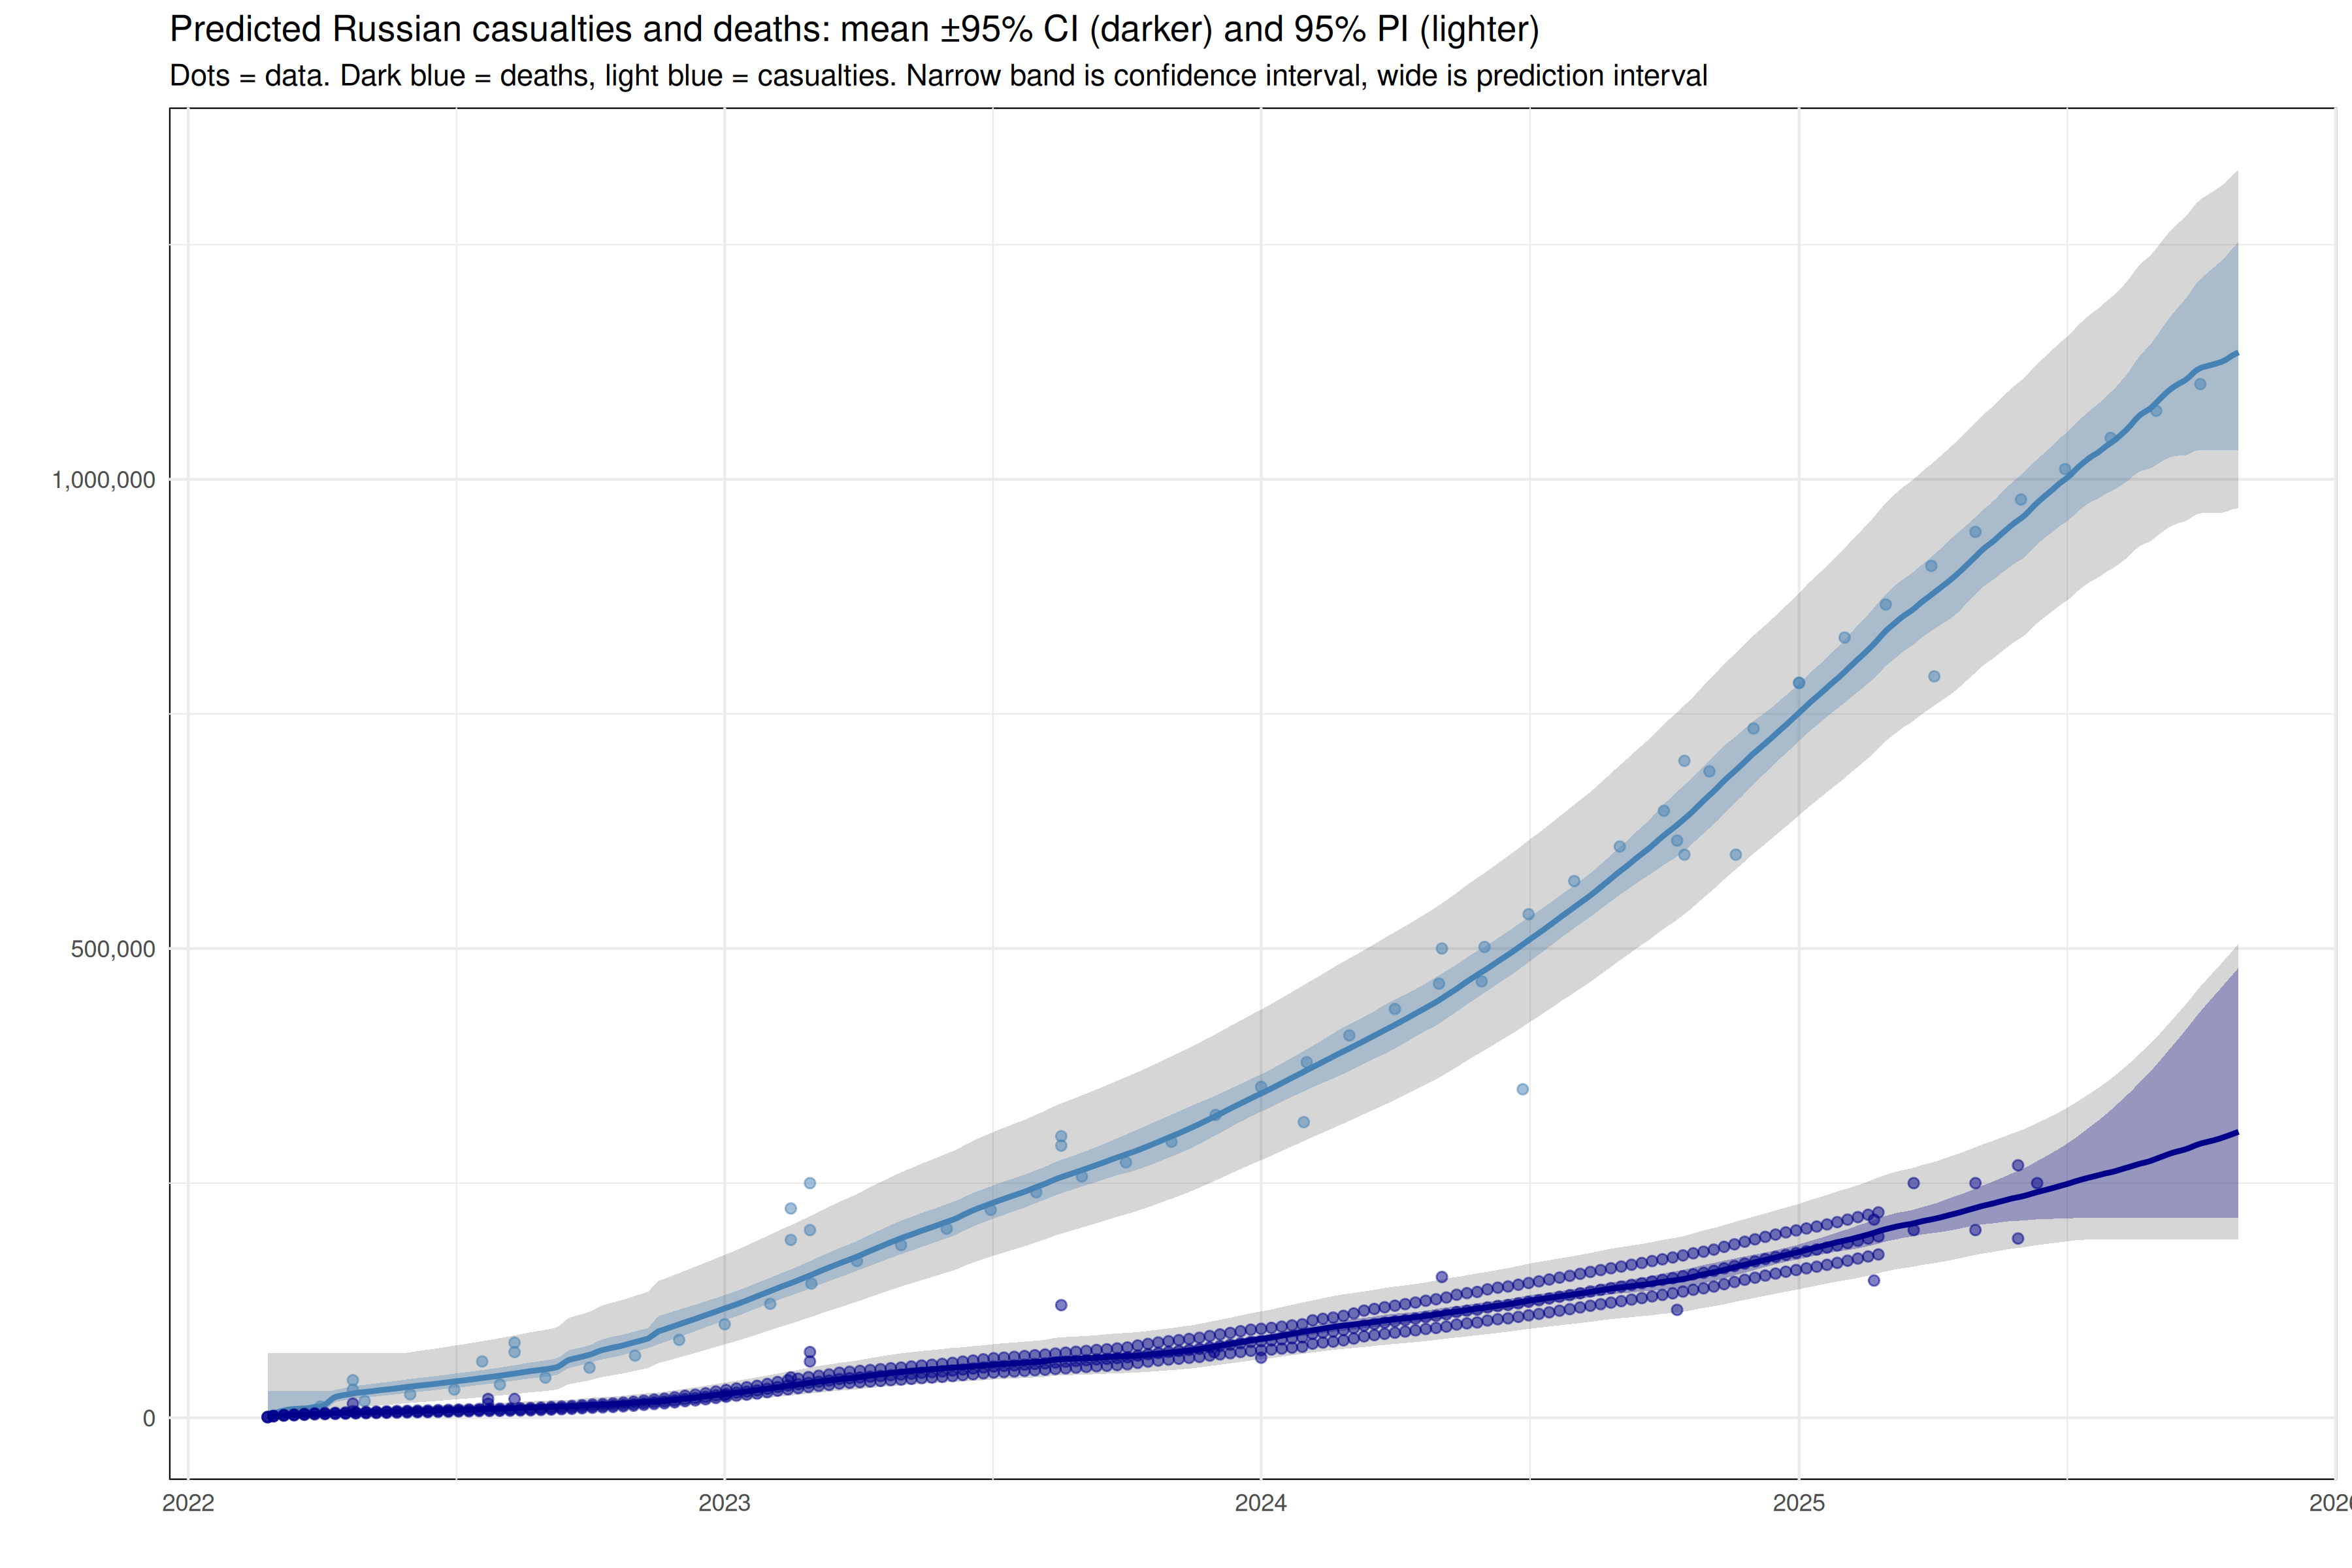 Predicted Russian casualties and deaths: mean ±95% CI (darker) and 95% PI (lighter)
Dots = data. Dark blue = deaths, light blue = casualties. Narrow band is confidence interval, wide is prediction interval
1,000,000
500,000
0
2022 2023 2024 2025